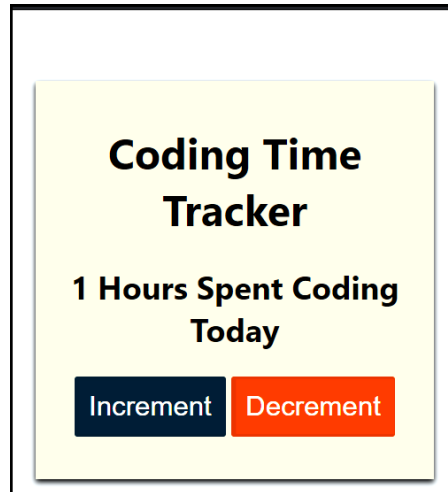 Coding Time
Tracker
1 Hours Spent Coding
Today
Increment Decrement